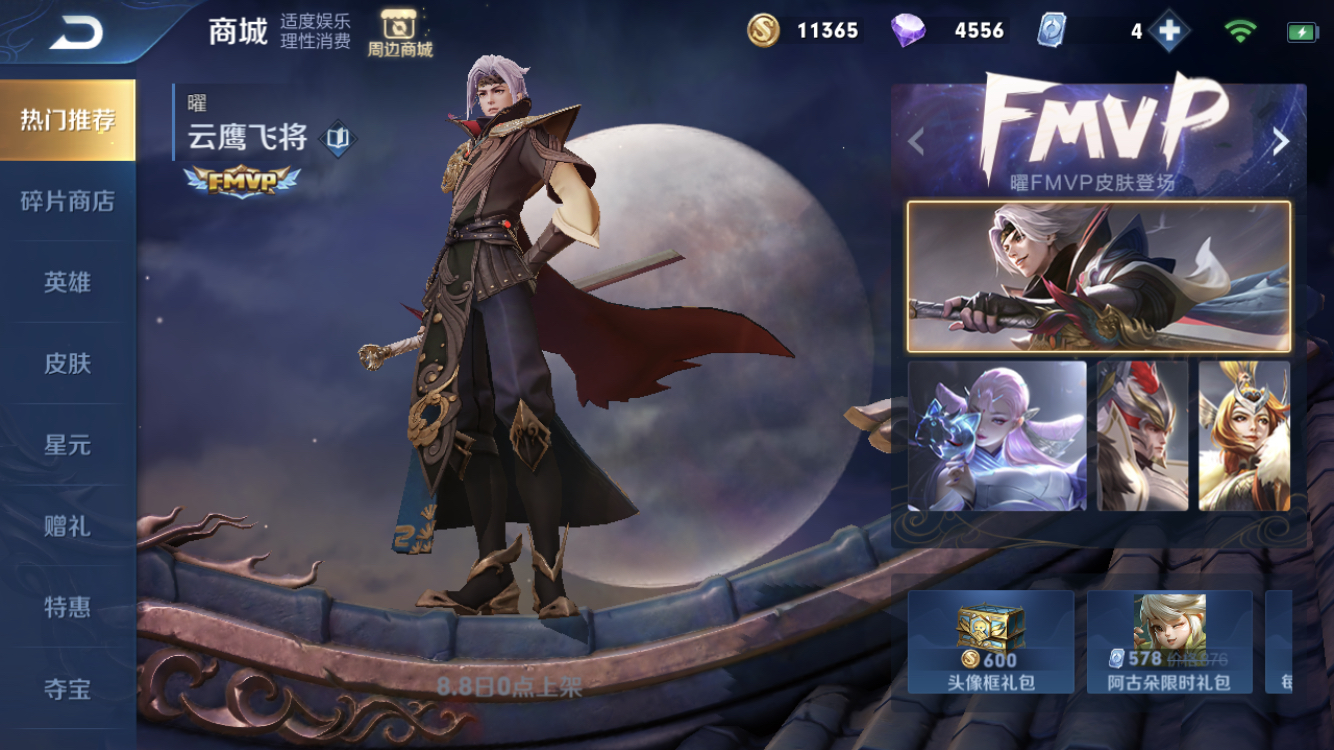 商城
适度娱乐
理性消费
周边商城
11365
4556
4
热门推荐
碎片商店
英雄
皮肤
星元
赠礼
特惠
夺宝
曜
云鹰飞将
FMVP
8.8日0点上架
FMVP
曜FMVP皮肤登场
600
头像框礼包
578
阿古朵限时礼包